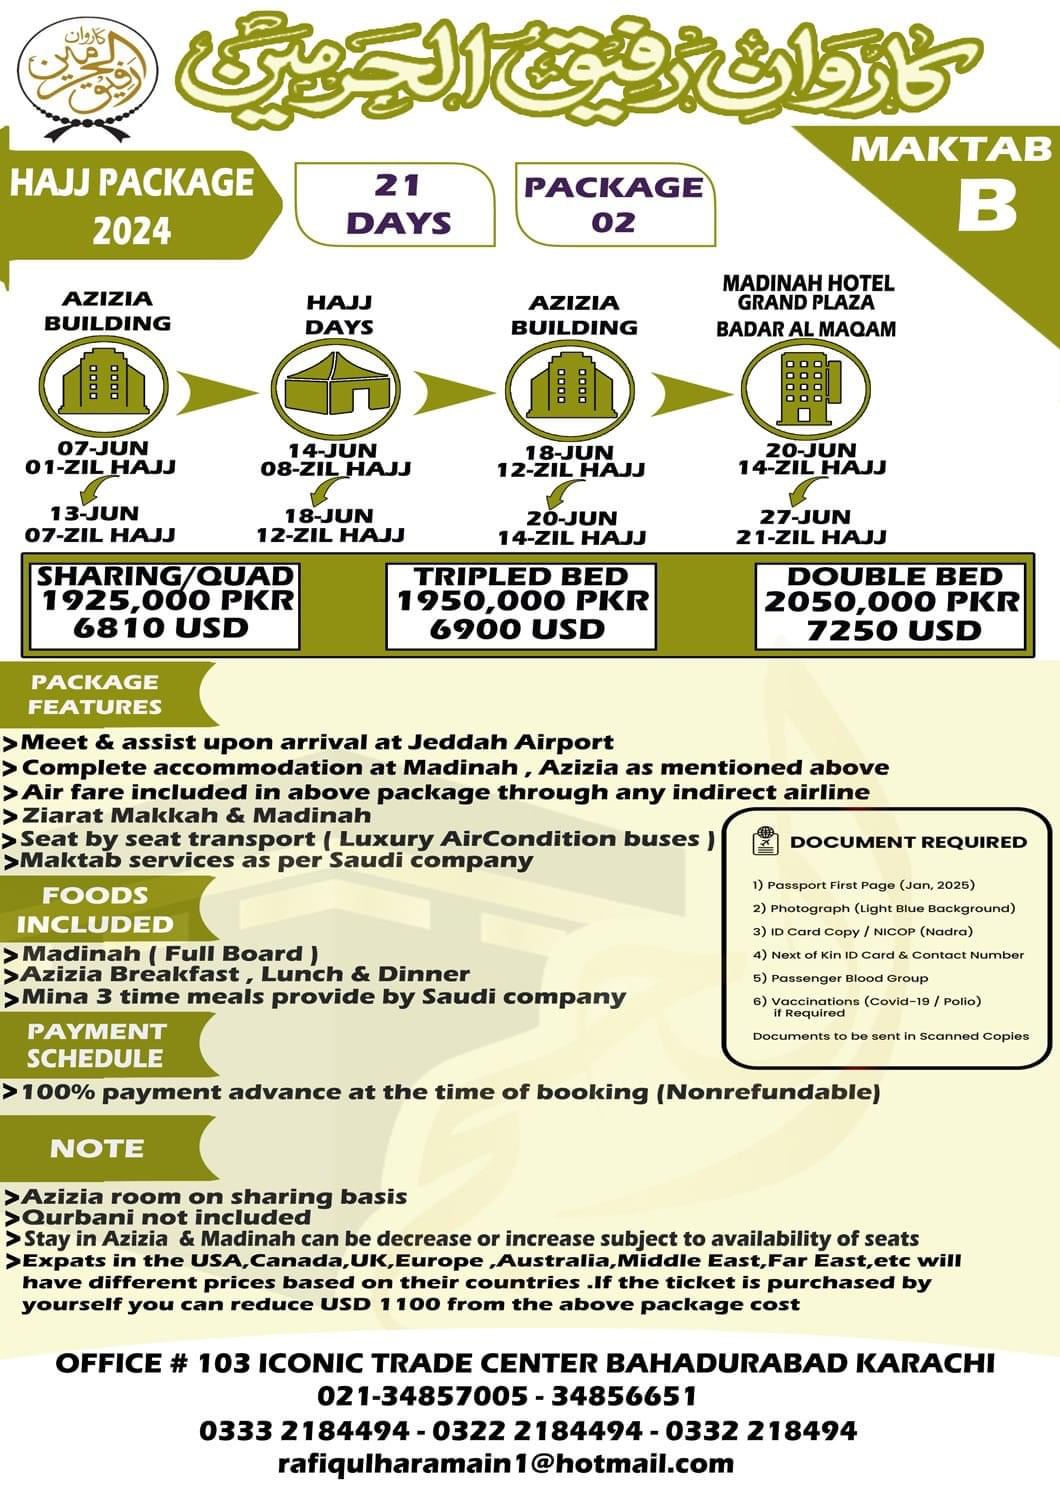 کاروان
رفیق الحرمین
کاروان رفیق الحرمین
MAKTAB
B
HAJJ PACKAGE
2024
21
DAYS
PACKAGE
02
AZIZIA
BUILDING
07-JUN
01-ZIL HAJJ
13-JUN
07-ZIL HAJJ
HAJJ
DAYS
14-JUN
08-ZIL HAJJ
18-JUN
12-ZIL HAJJ
AZIZIA
BUILDING
18-JUN
12-ZIL HAJJ
20-JUN
14-ZIL HAJJ
MADINAH HOTEL
GRAND PLAZA
BADAR AL MAQAM
20-JUN
14-ZIL HAJJ
27-JUN
21-ZIL HAJJ
SHARING/QUAD
1925,000 PKR
6810 USD
TRIPLED BED
1950,000 PKR
6900 USD
DOUBLE BED
2050,000 PKR
7250 USD
PACKAGE
FEATURES
>Meet & assist upon arrival at Jeddah Airport
>Complete accommodation at Madinah , Azizia as mentioned above
>Air fare included in above package through any indirect airline
>Ziarat Makkah & Madinah
>Seat by seat transport ( Luxury AirCondition buses )
>Maktab services as per Saudi company
DOCUMENT REQUIRED
1) Passport First Page (Jan, 2025)
2) Photograph (Light Blue Background)
3) ID Card Copy / NICOP (Nadra)
4) Next of Kin ID Card & Contact Number
5) Passenger Blood Group
6) Vaccinations (Covid-19 / Polio)
if Required
Documents to be sent in Scanned Copies
FOODS
INCLUDED
>Madinah ( Full Board )
>Azizia Breakfast , Lunch & Dinner
>Mina 3 time meals provide by Saudi company
PAYMENT
SCHEDULE
>100% payment advance at the time of booking (Nonrefundable)
NOTE
>Azizia room on sharing basis
>Qurbani not included
>Stay in Azizia & Madinah can be decrease or increase subject to availability of seats
>Expats in the USA,Canada,UK,Europe ,Australia,Middle East,Far East,etc will
have different prices based on their countries .If the ticket is purchased by
yourself you can reduce USD 1100 from the above package cost
OFFICE # 103 ICONIC TRADE CENTER BAHADURABAD KARACHI
021-34857005 - 34856651
0333 2184494 - 0322 2184494 - 0332 218494
rafiqulharamain1@hotmail.com